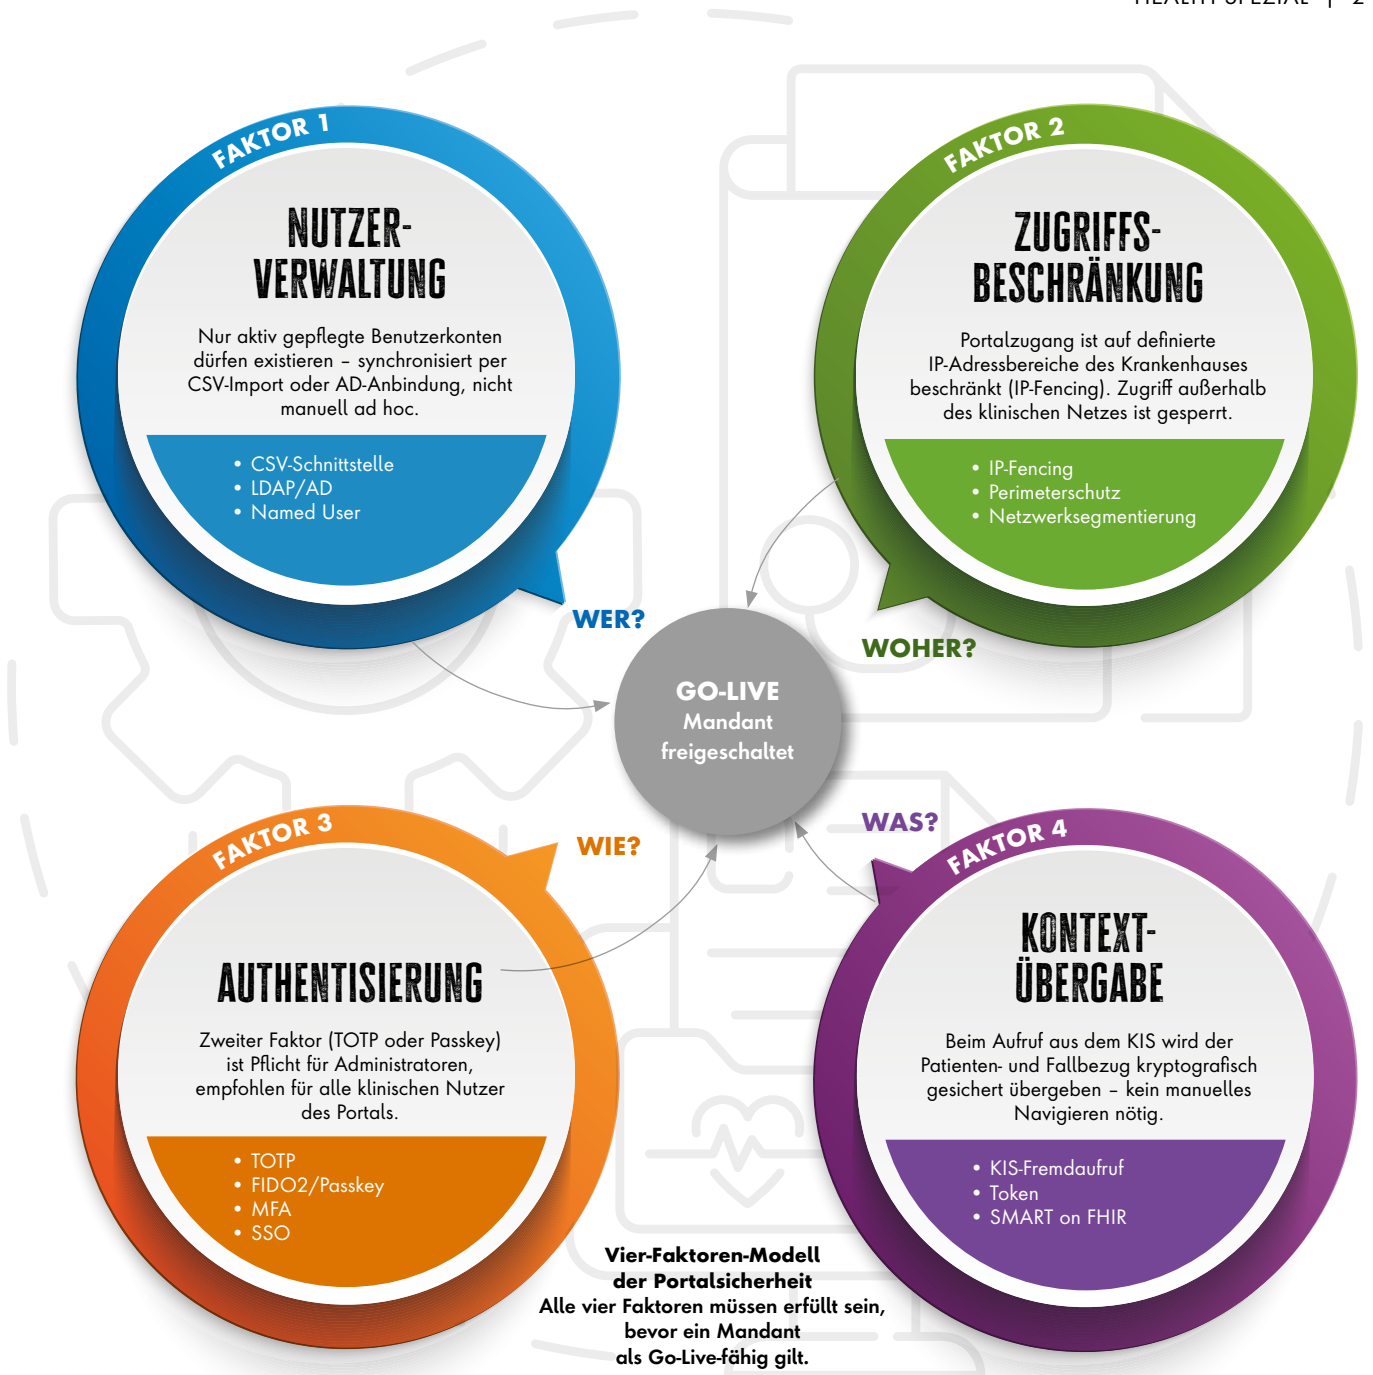 FAKTOR 1
NUTZER-
VERWALTUNG
Nur aktiv gepflegte Benutzerkonten
dürfen existieren – synchronisiert per
CSV-Import oder AD-Anbindung, nicht
manuell ad hoc.
• CSV-Schnittstelle
• LDAP/AD
• Named User
WER?
FAKTOR 2
ZUGRIFFS-
BESCHRÄNKUNG
Portalzugang ist auf definierte
IP-Adressbereiche des Krankenhauses
beschränkt (IP-Fencing). Zugriff außerhalb
des klinischen Netzes ist gesperrt.
• IP-Fencing
• Perimeterschutz
• Netzwerksegmentierung
WOHER?
GO-LIVE
Mandant
freigeschaltet
FAKTOR 3
WIE?
AUTHENTISIERUNG
Zweiter Faktor (TOTP oder Passkey)
ist Pflicht für Administratoren,
empfohlen für alle klinischen Nutzer
des Portals.
• TOTP
• FIDO2/Passkey
• MFA
• SSO
WAS?
FAKTOR 4
KONTEXT-
ÜBERGABE
Beim Aufruf aus dem KIS wird der
Patienten- und Fallbezug kryptografisch
gesichert übergeben – kein manuelles
Navigieren nötig.
• KIS-Fremdaufruf
• Token
• SMART on FHIR
Vier-Faktoren-Modell
der Portalsicherheit
Alle vier Faktoren müssen erfüllt sein,
bevor ein Mandant
als Go-Live-fähig gilt.